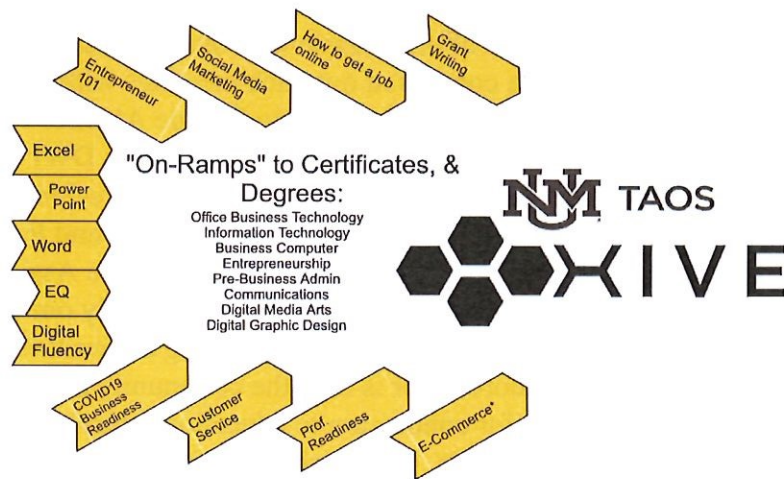 Entrepreneur
101
Social Media
Marketing
How to get a job
online
Grant
Writing
Excel
Power
Point
Word
EQ
Digital
Fluency
"On-Ramps" to Certificates, &
Degrees:
Office Business Technology
Information Technology
Business Computer
Entrepreneurship
Pre-Business Admin
Communications
Digital Media Arts
Digital Graphic Design
UNM TAOS
HIVE
COVID19
Business
Readiness
Customer
Service
Prof.
Readiness
E-Commerce*